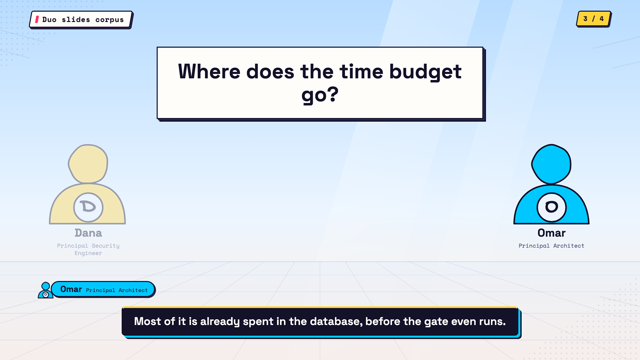 Duo slides corpus
3 / 4
Where does the time budget
go?
D
Dana
Principal Security
Engineer
O
Omar
Principal Architect
Omar Principal Architect
Most of it is already spent in the database, before the gate even runs.